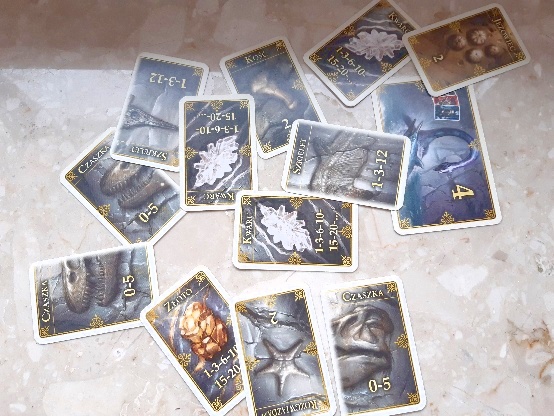 Kwarc
1-3-6-10-
15-20-...
2
Kość
2
1-3-12
Szkielet
1-3-6-10-
15-20-...
Kwarc
Szkielet
1-3-12
4
Czaszka
0-5
Kwarc
1-3-6-10-
15-20-...
Czaszka
0-5
Złoto
1-3-6-10
15-20-
2
Rozgwiazda
Czaszka
0-5